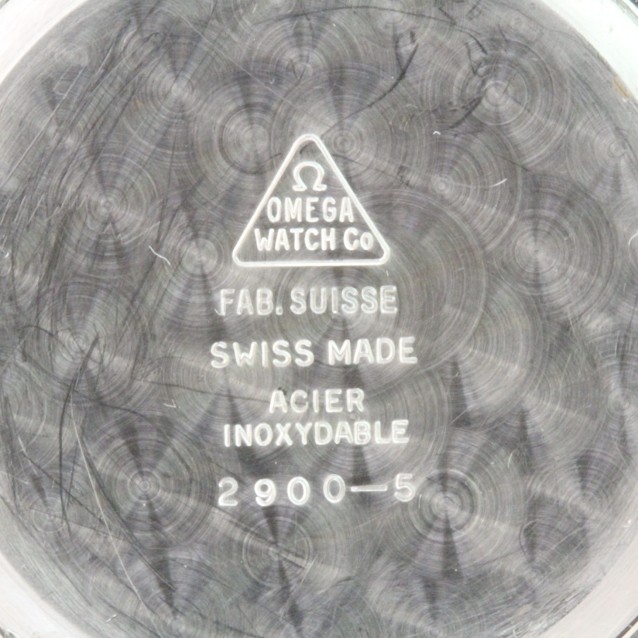 Ω
OMEGA
WATCH Co
FAB. SUISSE
SWISS MADE
ACIER
INOXYDABLE
2900-5